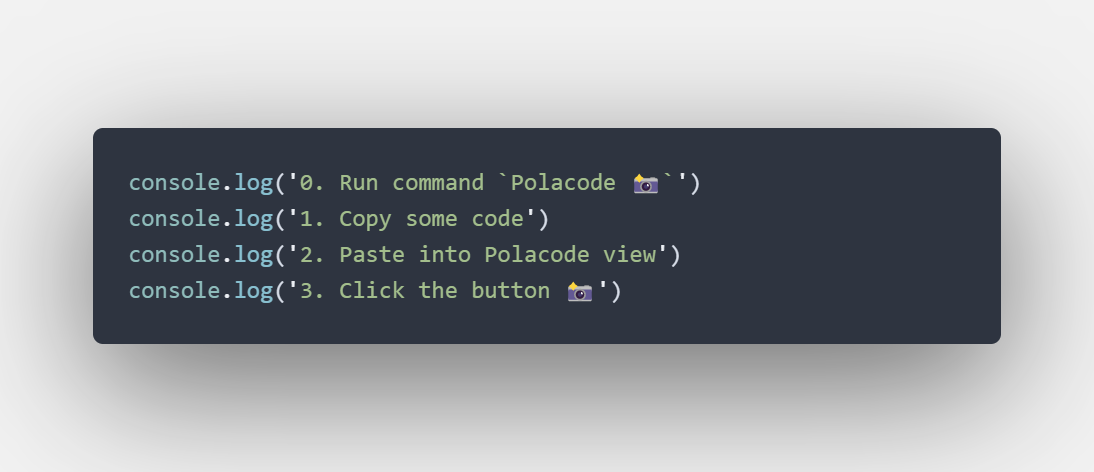 console.log('0. Run command `Polacode 📸`')
console.log('1. Copy some code')
console.log('2. Paste into Polacode view')
console.log('3. Click the button 📸')